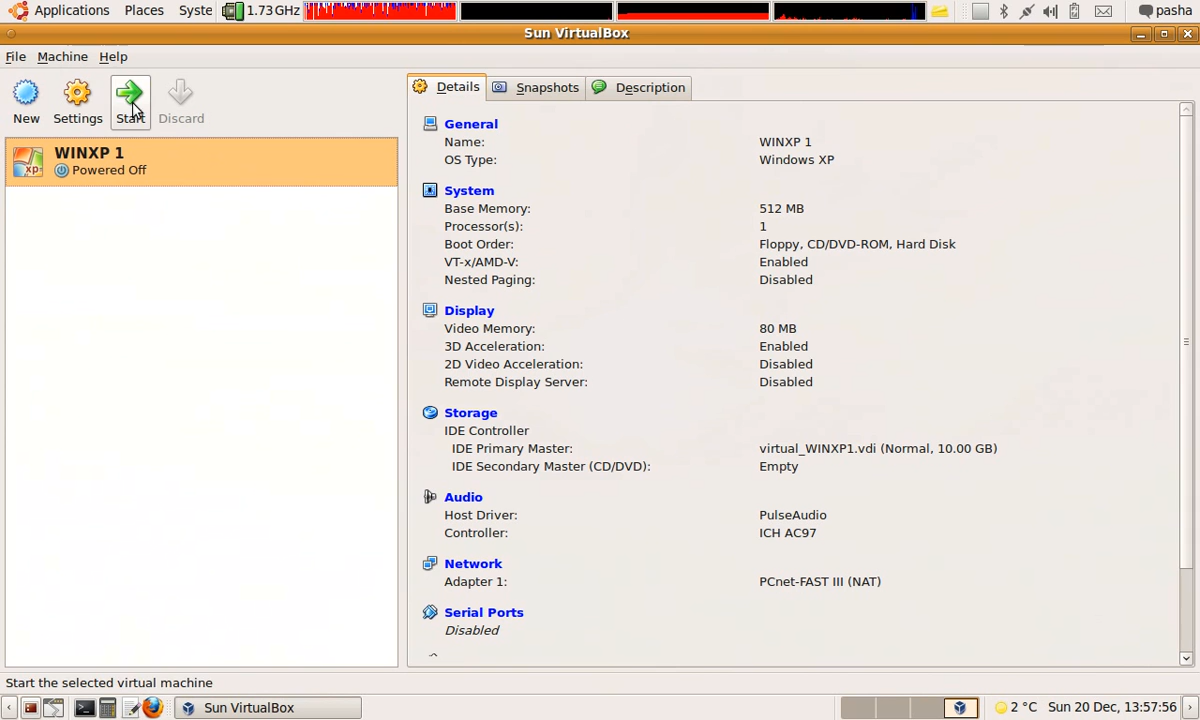 Applications Places Syste 1.73GHz pasha
Sun VirtualBox
File Machine Help
New Settings Start Discard
Details Snapshots Description
WINXP 1
Powered Off
General
Name: WINXP 1
OS Type: Windows XP
System
Base Memory: 512 MB
Processor(s): 1
Boot Order: Floppy, CD/DVD-ROM, Hard Disk
VT-x/AMD-V: Enabled
Nested Paging: Disabled
Display
Video Memory: 80 MB
3D Acceleration: Enabled
2D Video Acceleration: Disabled
Remote Display Server: Disabled
Storage
IDE Controller
IDE Primary Master: virtual_WINXP1.vdi (Normal, 10.00 GB)
IDE Secondary Master (CD/DVD): Empty
Audio
Host Driver: PulseAudio
Controller: ICH AC97
Network
Adapter 1: PCnet-FAST III (NAT)
Serial Ports
Disabled
Start the selected virtual machine
Sun VirtualBox 2 °C Sun 20 Dec, 13:57:56